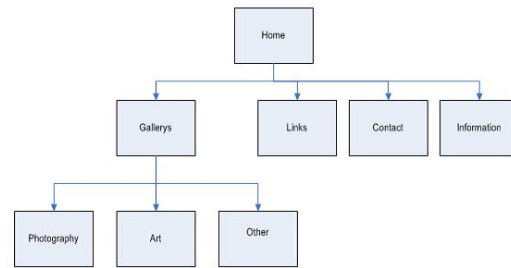 Home
Gallerys
Links
Contact
Information
Photography
Art
Other